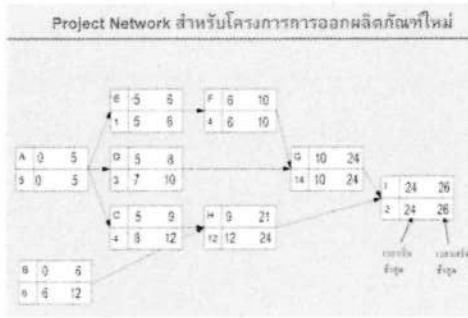 Project Network สำหรับโครงการการออกผลิตภัณฑ์ใหม่
E 5 6
1 5 6
F 6 10
4 6 10
A 0 5
5 0 5
D 5 8
3 7 10
G 10 24
14 10 24
1 24 26
2 24 26
C 5 9
4 8 12
H 9 21
12 12 24
B 0 6
6 6 12